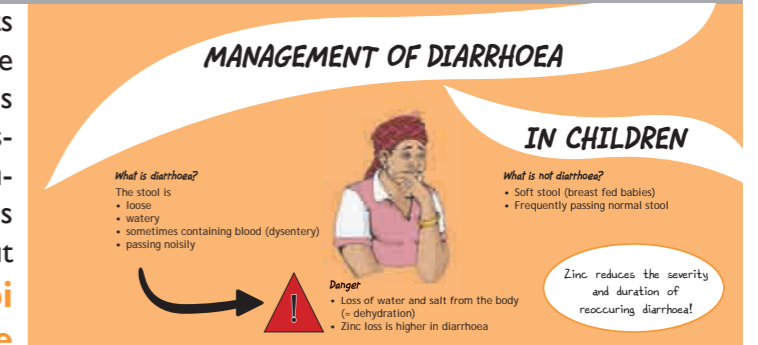 ts
e
s
s-
u-
s
ut
oi
e
MANAGEMENT OF DIARRHOEA
IN CHILDREN
What is diarrhoea?
The stool is
• loose
• watery
• sometimes containing blood (dysentery)
• passing noisily
What is not diarrhoea?
• Soft stool (breast fed babies)
• Frequently passing normal stool
!
Danger
• Loss of water and salt from the body
(= dehydration)
• Zinc loss is higher in diarrhoea
Zinc reduces the severity
and duration of
reoccuring diarrhoea!